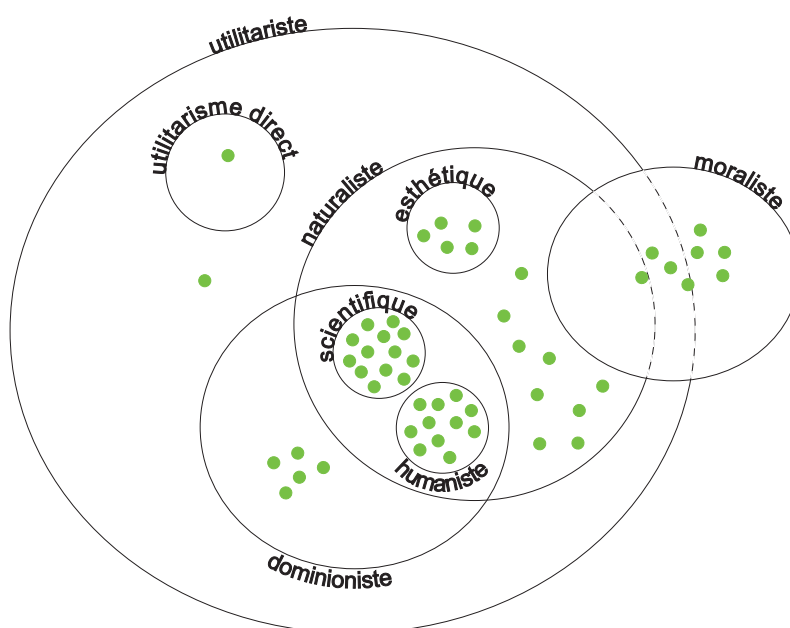 utilitariste
utilitarisme direct
naturaliste
esthétique
moraliste
scientifique
humaniste
dominioniste